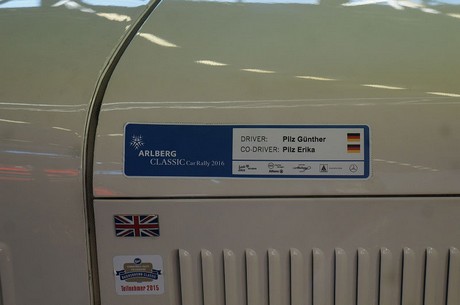 ARLBERG
CLASSIC Car Rally 2016
DRIVER: Pilz Günther
CO-DRIVER: Pilz Erika
Teilnehmer 2015